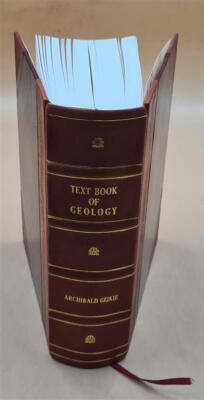 TEXT BOOK
OF
GEOLOGY
ARCHIBALD GEIKIE